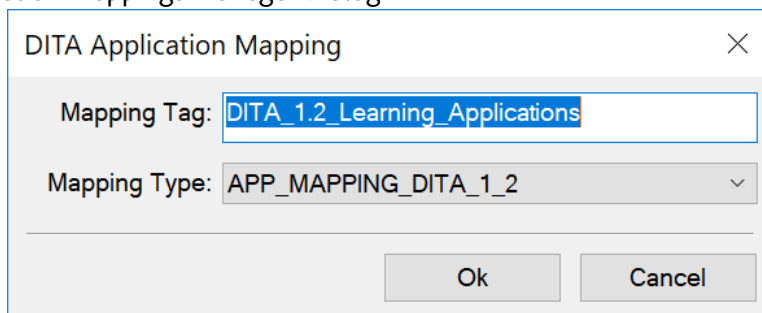 DITA Application Mapping
Mapping Tag: DITA_1.2_Learning_Applications
Mapping Type: APP_MAPPING_DITA_1_2
Ok Cancel